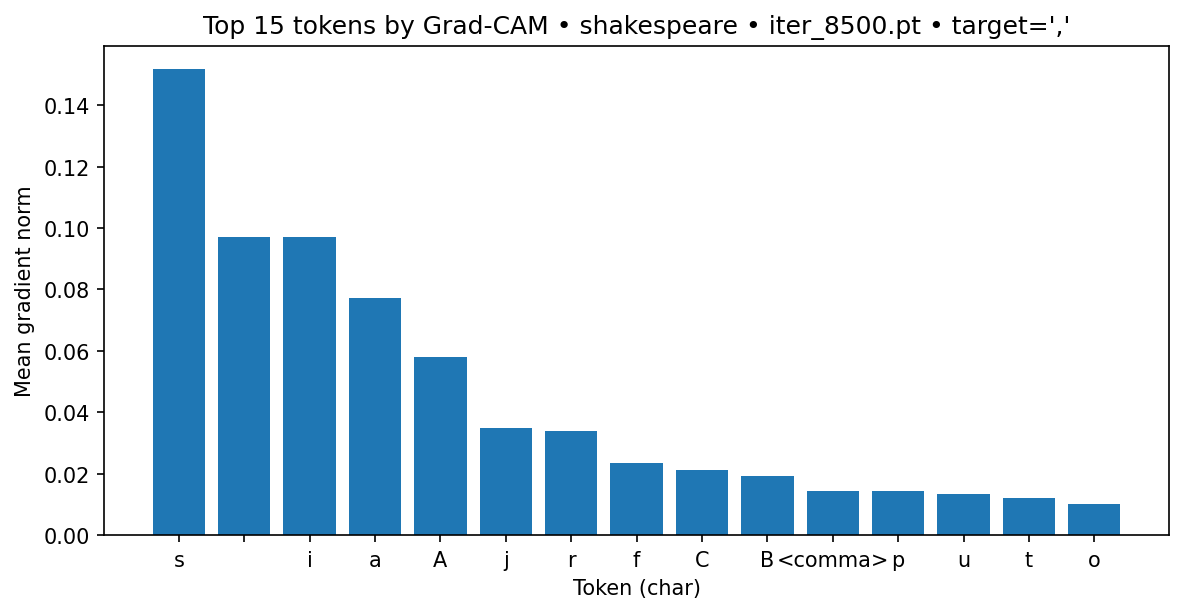 Top 15 tokens by Grad-CAM • shakespeare • iter_8500.pt • target=','
Mean gradient norm
0.14
0.12
0.10
0.08
0.06
0.04
0.02
0.00
s i a A j r f C B <comma> p u t o
Token (char)